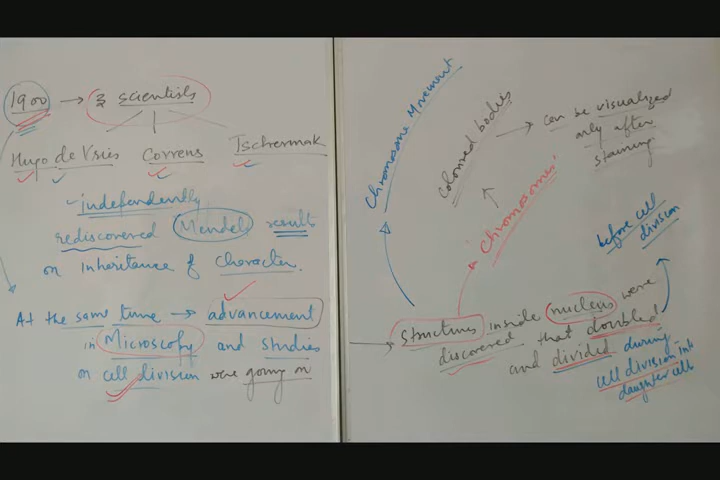 1900 → 3 scientists
Hugo de Vries Correns Tschermak
independently
rediscovered Mendel's results
on inheritance of character.
At the same time → advancement
in Microscopy and studies
on cell division were going on
Chromosome Movement
Coloured bodies → can be visualized
only after
staining
"Chromosomes"
before cell
division
→ structures inside nucleus were
discovered that doubled
and divided during
cell division into
daughter cells